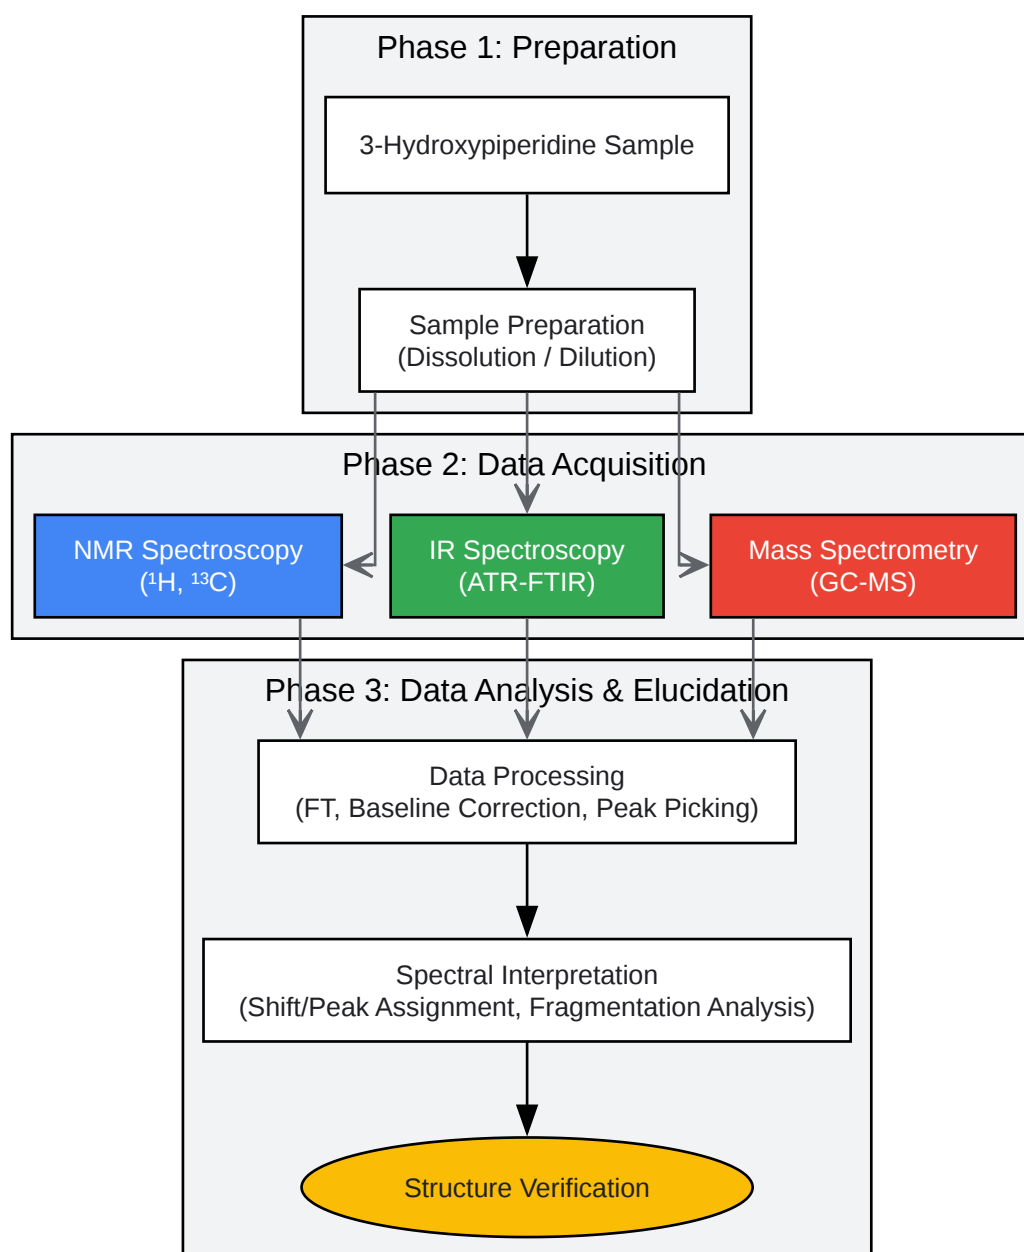 Phase 1: Preparation
3-Hydroxypiperidine Sample
Sample Preparation
(Dissolution / Dilution)
Phase 2: Data Acquisition
NMR Spectroscopy
(¹H, ¹³C)
IR Spectroscopy
(ATR-FTIR)
Mass Spectrometry
(GC-MS)
Phase 3: Data Analysis & Elucidation
Data Processing
(FT, Baseline Correction, Peak Picking)
Spectral Interpretation
(Shift/Peak Assignment, Fragmentation Analysis)
Structure Verification